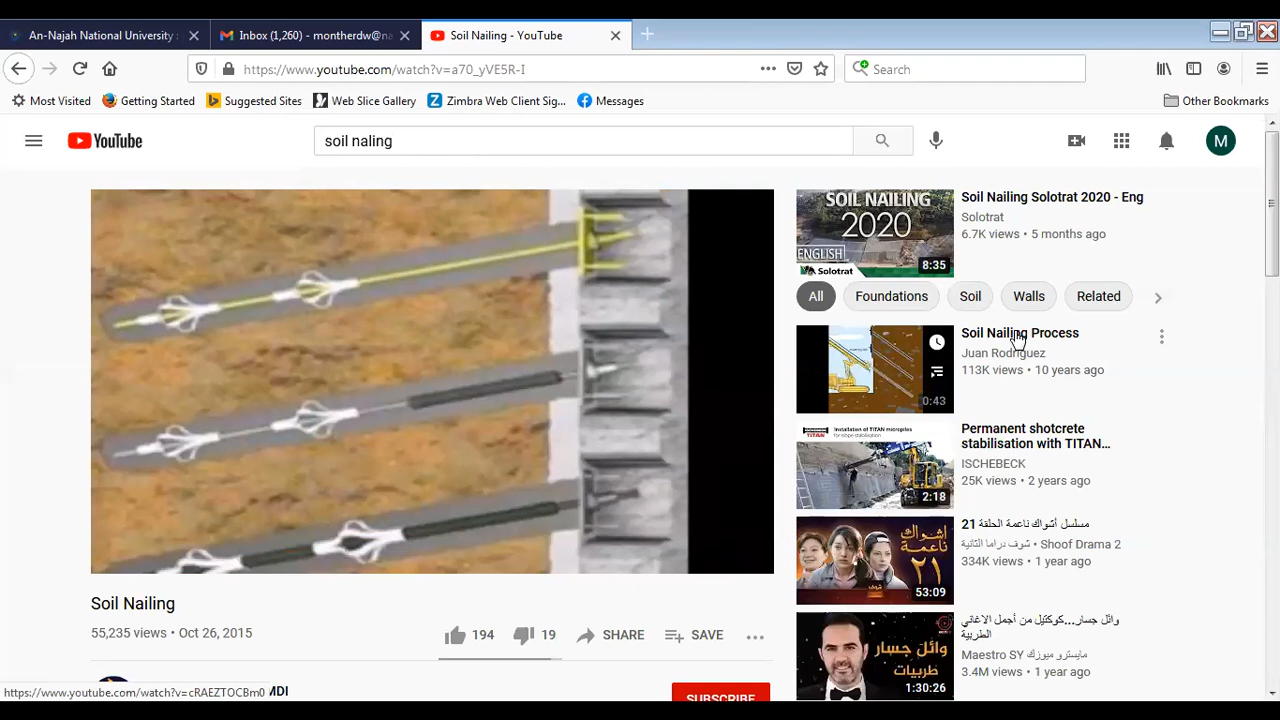 An-Najah National University :
Inbox (1,260) - montherdw@na
Soil Nailing - YouTube
https://www.youtube.com/watch?v=a70_yVE5R-I
Search
Most Visited
Getting Started
Suggested Sites
Web Slice Gallery
Zimbra Web Client Sig...
Messages
Other Bookmarks
YouTube
soil naling
M
SOIL NAILING
2020
ENGLISH
Solotrat
8:35
Soil Nailing Solotrat 2020 - Eng
Solotrat
6.7K views • 5 months ago
All
Foundations
Soil
Walls
Related
0:43
Soil Nailing Process
Juan Rodriguez
113K views • 10 years ago
TITAN
2:18
Permanent shotcrete
stabilisation with TITAN...
ISCHEBECK
25K views • 2 years ago
اشواك
ناعمة
٢١
53:09
مسلسل أشواك ناعمة الحلقة 21
شوف دراما الثانية • Shoof Drama 2
334K views • 1 year ago
وائل جسار
طربيات
1:30:26
وائل جسار...كوكتيل من أجمل الاغاني
الطربية
Maestro SY مايسترو ميوزك
3.4M views • 1 year ago
Soil Nailing
55,235 views • Oct 26, 2015
194
19
SHARE
SAVE
SUBSCRIBE
https://www.youtube.com/watch?v=cRAEZTOCBm0